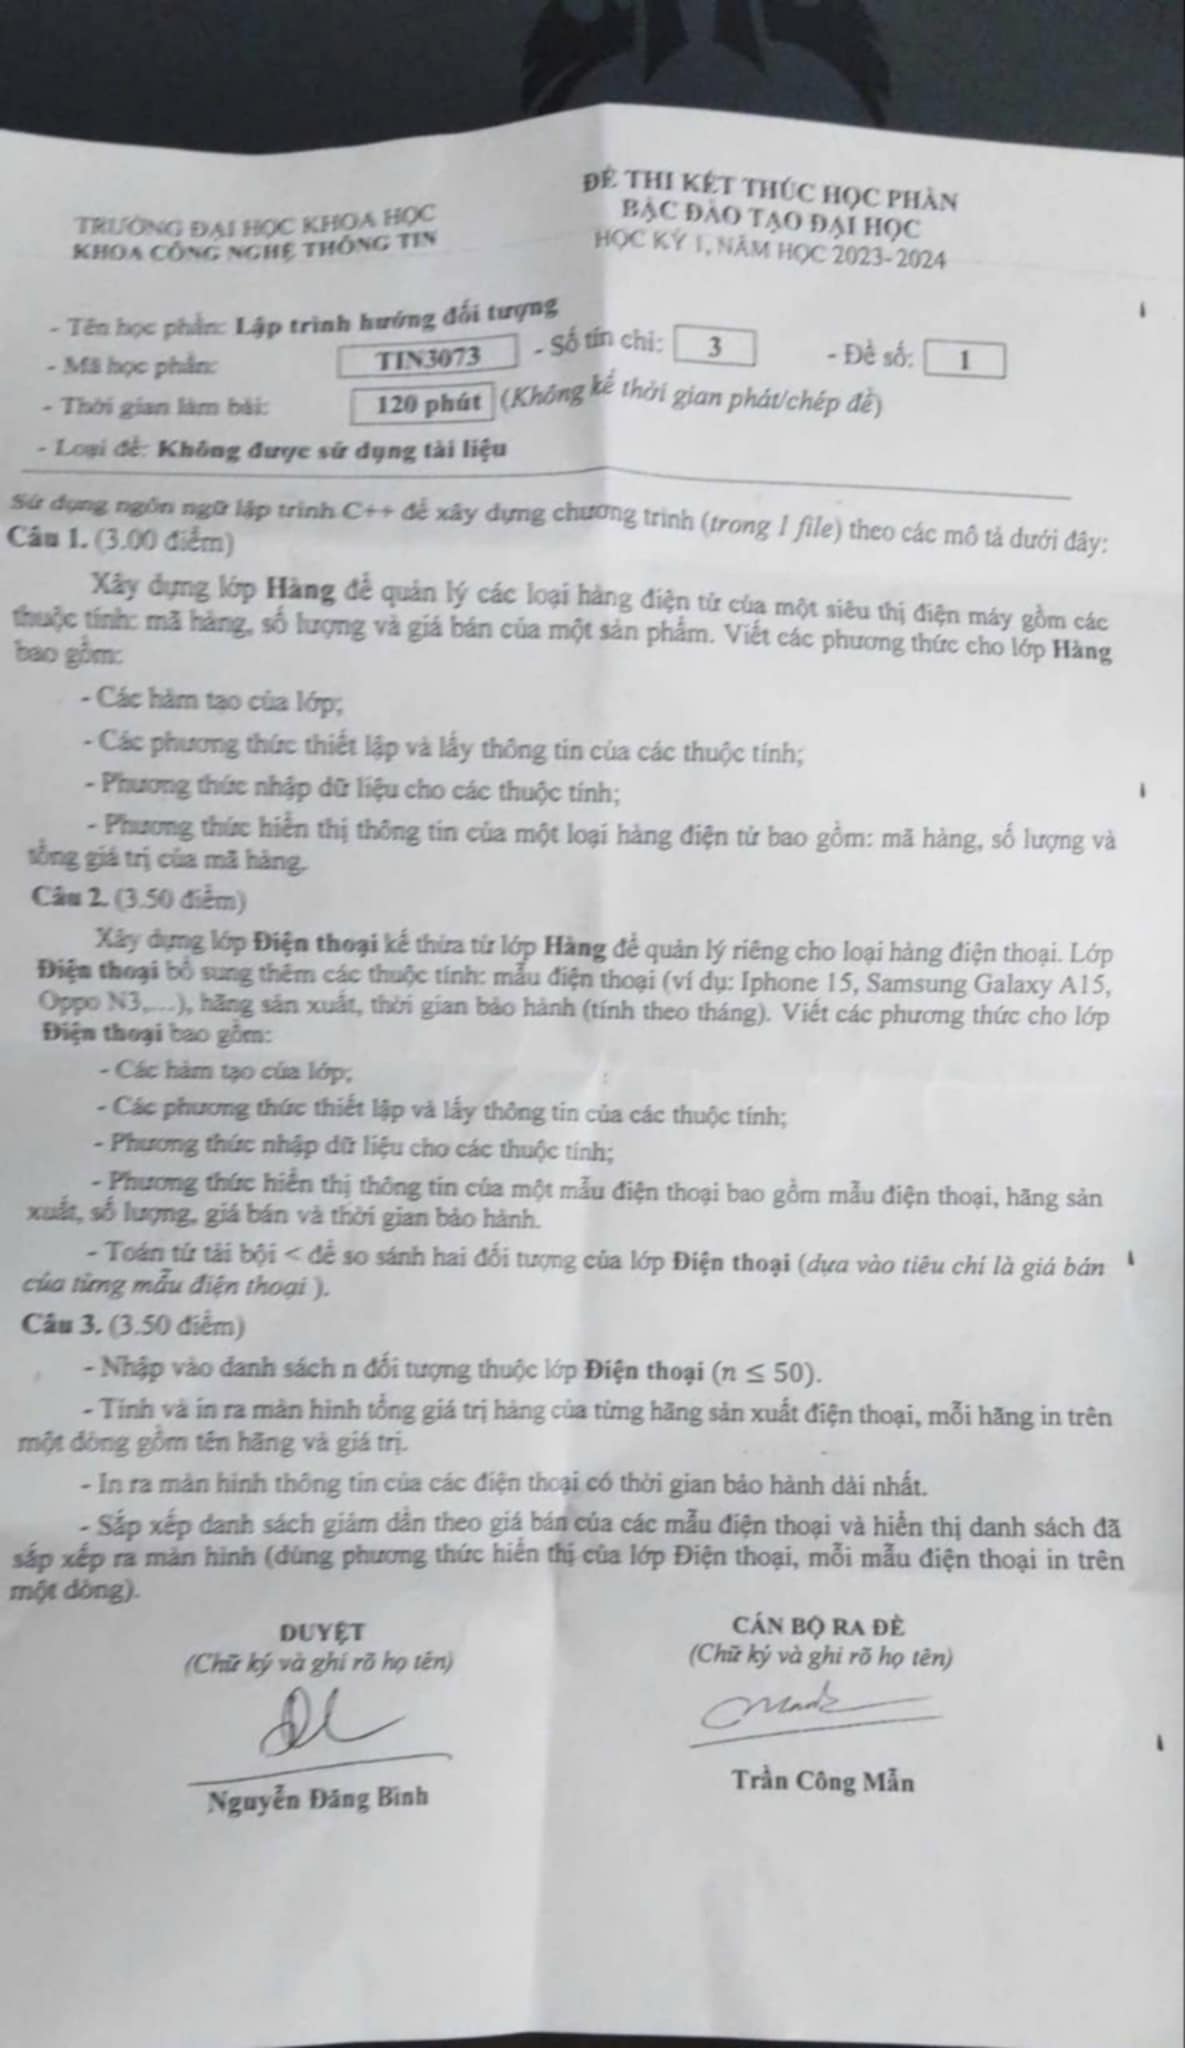 TRƯỜNG ĐẠI HỌC KHOA HỌC
KHOA CÔNG NGHỆ THÔNG TIN
ĐỀ THI KẾT THÚC HỌC PHẦN
BẬC ĐÀO TẠO ĐẠI HỌC
HỌC KỲ 1, NĂM HỌC 2023-2024
- Tên học phần: Lập trình hướng đối tượng
- Mã học phần: TIN3073 - Số tín chỉ: 3 - Đề số: 1
- Thời gian làm bài: 120 phút (Không kể thời gian phát/chép đề)
- Loại đề: Không được sử dụng tài liệu
Sử dụng ngôn ngữ lập trình C++ để xây dựng chương trình (trong 1 file) theo các mô tả dưới đây:
Câu 1. (3.00 điểm)
Xây dựng lớp Hàng để quản lý các loại hàng điện tử của một siêu thị điện máy gồm các
thuộc tính: mã hàng, số lượng và giá bán của một sản phẩm. Viết các phương thức cho lớp Hàng
bao gồm:
- Các hàm tạo của lớp;
- Các phương thức thiết lập và lấy thông tin của các thuộc tính;
- Phương thức nhập dữ liệu cho các thuộc tính;
- Phương thức hiển thị thông tin của một loại hàng điện tử bao gồm: mã hàng, số lượng và
tổng giá trị của mã hàng.
Câu 2. (3.50 điểm)
Xây dựng lớp Điện thoại kế thừa từ lớp Hàng để quản lý riêng cho loại hàng điện thoại. Lớp
Điện thoại bổ sung thêm các thuộc tính: mẫu điện thoại (ví dụ: Iphone 15, Samsung Galaxy A15,
Oppo N3,....), hãng sản xuất, thời gian bảo hành (tính theo tháng). Viết các phương thức cho lớp
Điện thoại bao gồm:
- Các hàm tạo của lớp;
- Các phương thức thiết lập và lấy thông tin của các thuộc tính;
- Phương thức nhập dữ liệu cho các thuộc tính;
- Phương thức hiển thị thông tin của một mẫu điện thoại bao gồm mẫu điện thoại, hãng sản
xuất, số lượng, giá bán và thời gian bảo hành.
- Toán tử tải bội < để so sánh hai đối tượng của lớp Điện thoại (dựa vào tiêu chí là giá bán
của từng mẫu điện thoại ).
Câu 3. (3.50 điểm)
- Nhập vào danh sách n đối tượng thuộc lớp Điện thoại (n ≤ 50).
- Tính và in ra màn hình tổng giá trị hàng của từng hãng sản xuất điện thoại, mỗi hãng in trên
một dòng gồm tên hãng và giá trị.
- In ra màn hình thông tin của các điện thoại có thời gian bảo hành dài nhất.
- Sắp xếp danh sách giảm dần theo giá bán của các mẫu điện thoại và hiển thị danh sách đã
sắp xếp ra màn hình (dùng phương thức hiển thị của lớp Điện thoại, mỗi mẫu điện thoại in trên
một dòng).
DUYỆT
(Chữ ký và ghi rõ họ tên)
Nguyễn Đăng Bình
CÁN BỘ RA ĐỀ
(Chữ ký và ghi rõ họ tên)
Trần Công Mẫn